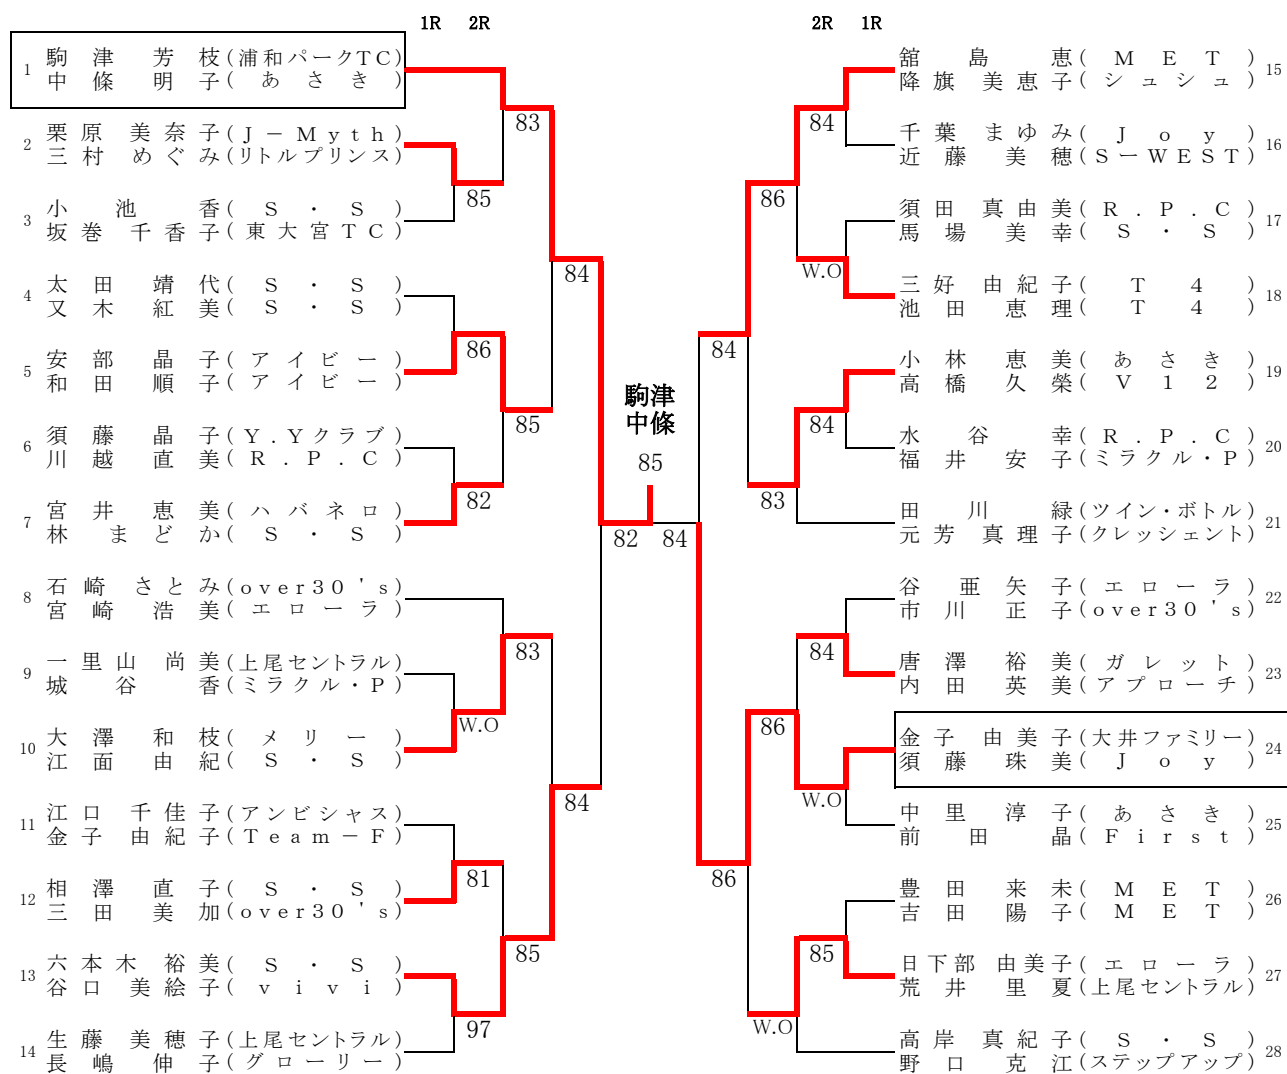 1R 2R
2R 1R
1 駒津 芳枝(浦和パークTC)
中條 明子(あさき)
2 栗原 美奈子(J-Myth)
三村 めぐみ(リトルプリンス)
3 小池 香(S・S)
坂巻 千香子(東大宮TC)
4 太田 靖代(S・S)
又木 紅美(S・S)
5 安部 晶子(アイビー)
和田 順子(アイビー)
6 須藤 晶子(Y.Yクラブ)
川越 直美(R.P.C)
7 宮井 恵美(ハバネロ)
林 まどか(S・S)
8 石崎 さとみ(over30's)
宮崎 浩美(エローラ)
9 一里山 尚美(上尾セントラル)
城谷 香(ミラクル・P)
10 大澤 和枝(メリー)
江面 由紀(S・S)
11 江口 千佳子(アンビシャス)
金子 由紀子(Team-F)
12 相澤 直子(S・S)
三田 美加(over30's)
13 六本木 裕美(S・S)
谷口 美絵子(vivi)
14 生藤 美穂子(上尾セントラル)
長嶋 伸子(グローリー)
83
85
84
86
85
82
83
W.O
84
81
85
97
82
駒津
中條
85
84
84
86
W.O
84
84
83
84
86
W.O
86
85
W.O
舘島 恵(MET) 15
降旗 美恵子(シュシュ)
千葉 まゆみ(Joy) 16
近藤 美穂(S-WEST)
須田 真由美(R.P.C) 17
馬場 美幸(S・S)
三好 由紀子(T4) 18
池田 恵理(T4)
小林 恵美(あさき) 19
高橋 久榮(V12)
水谷 幸(R.P.C) 20
福井 安子(ミラクル・P)
田川 緑(ツイン・ボトル) 21
元芳 真理子(クレッシェント)
谷 亜矢子(エローラ) 22
市川 正子(over30's)
唐澤 裕美(ガレット) 23
内田 英美(アプローチ)
金子 由美子(大井ファミリー) 24
須藤 珠美(Joy)
中里 淳子(あさき) 25
前田 晶(First)
豊田 来未(MET) 26
吉田 陽子(MET)
日下部 由美子(エローラ) 27
荒井 里夏(上尾セントラル)
高岸 真紀子(S・S) 28
野口 克江(ステップアップ)